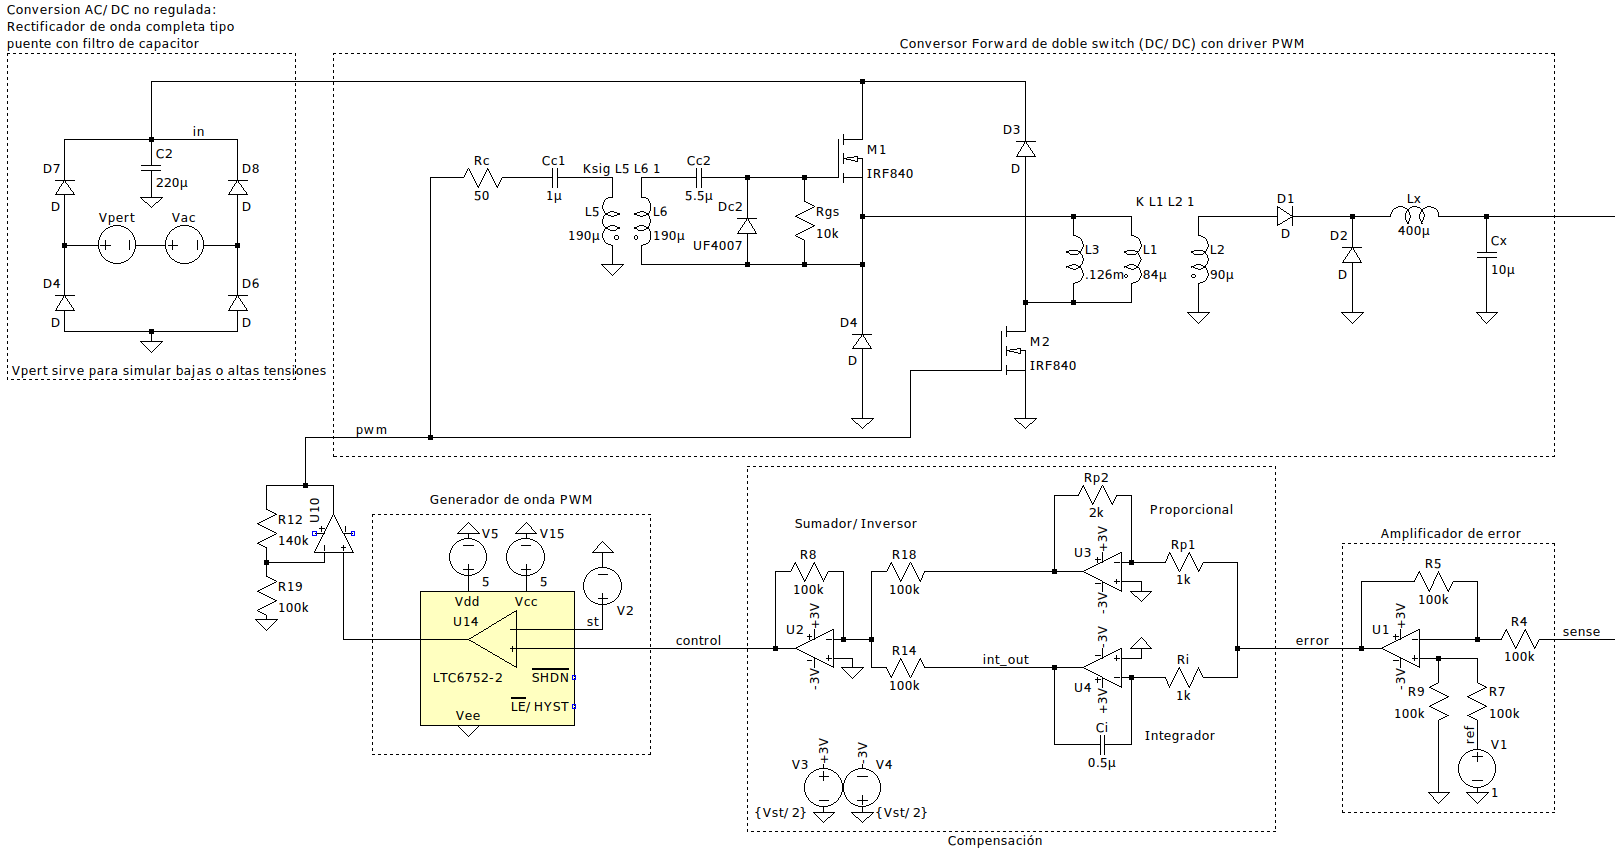 Conversion AC/DC no regulada:
Rectificador de onda completa tipo
puente con filtro de capacitor
Conversor Forward de doble switch (DC/DC) con driver PWM
in
C2
220µ
D7
D
D8
D
Vpert
Vac
D4
D
D6
D
Vpert sirve para simular bajas o altas tensiones
Rc
50
Cc1
1µ
Ksig L5 L6 1
L5
190µ
L6
190µ
Cc2
5.5µ
Dc2
UF4007
Rgs
10k
M1
IRF840
D3
D
D4
D
M2
IRF840
K L1 L2 1
L3
.126m
L1
84µ
L2
90µ
D1
D
D2
D
Lx
400µ
Cx
10µ
pwm
R12
140k
U10
R19
100k
Generador de onda PWM
V5
5
V15
5
V2
Vdd
Vcc
U14
st
LTC6752-2
SHDN
LE/HYST
Vee
control
Sumador/Inversor
R8
100k
U2
+3V
-3V
R18
100k
R14
100k
int_out
Rp2
2k
Proporcional
U3
+3V
-3V
Rp1
1k
-3V
U4
+3V
Ri
1k
Ci
0.5µ
Integrador
V3
+3V
{Vst/2}
-3V
V4
{Vst/2}
Compensación
error
Amplificador de error
R5
100k
U1
+3V
-3V
R4
100k
sense
R9
100k
R7
100k
ref
V1
1